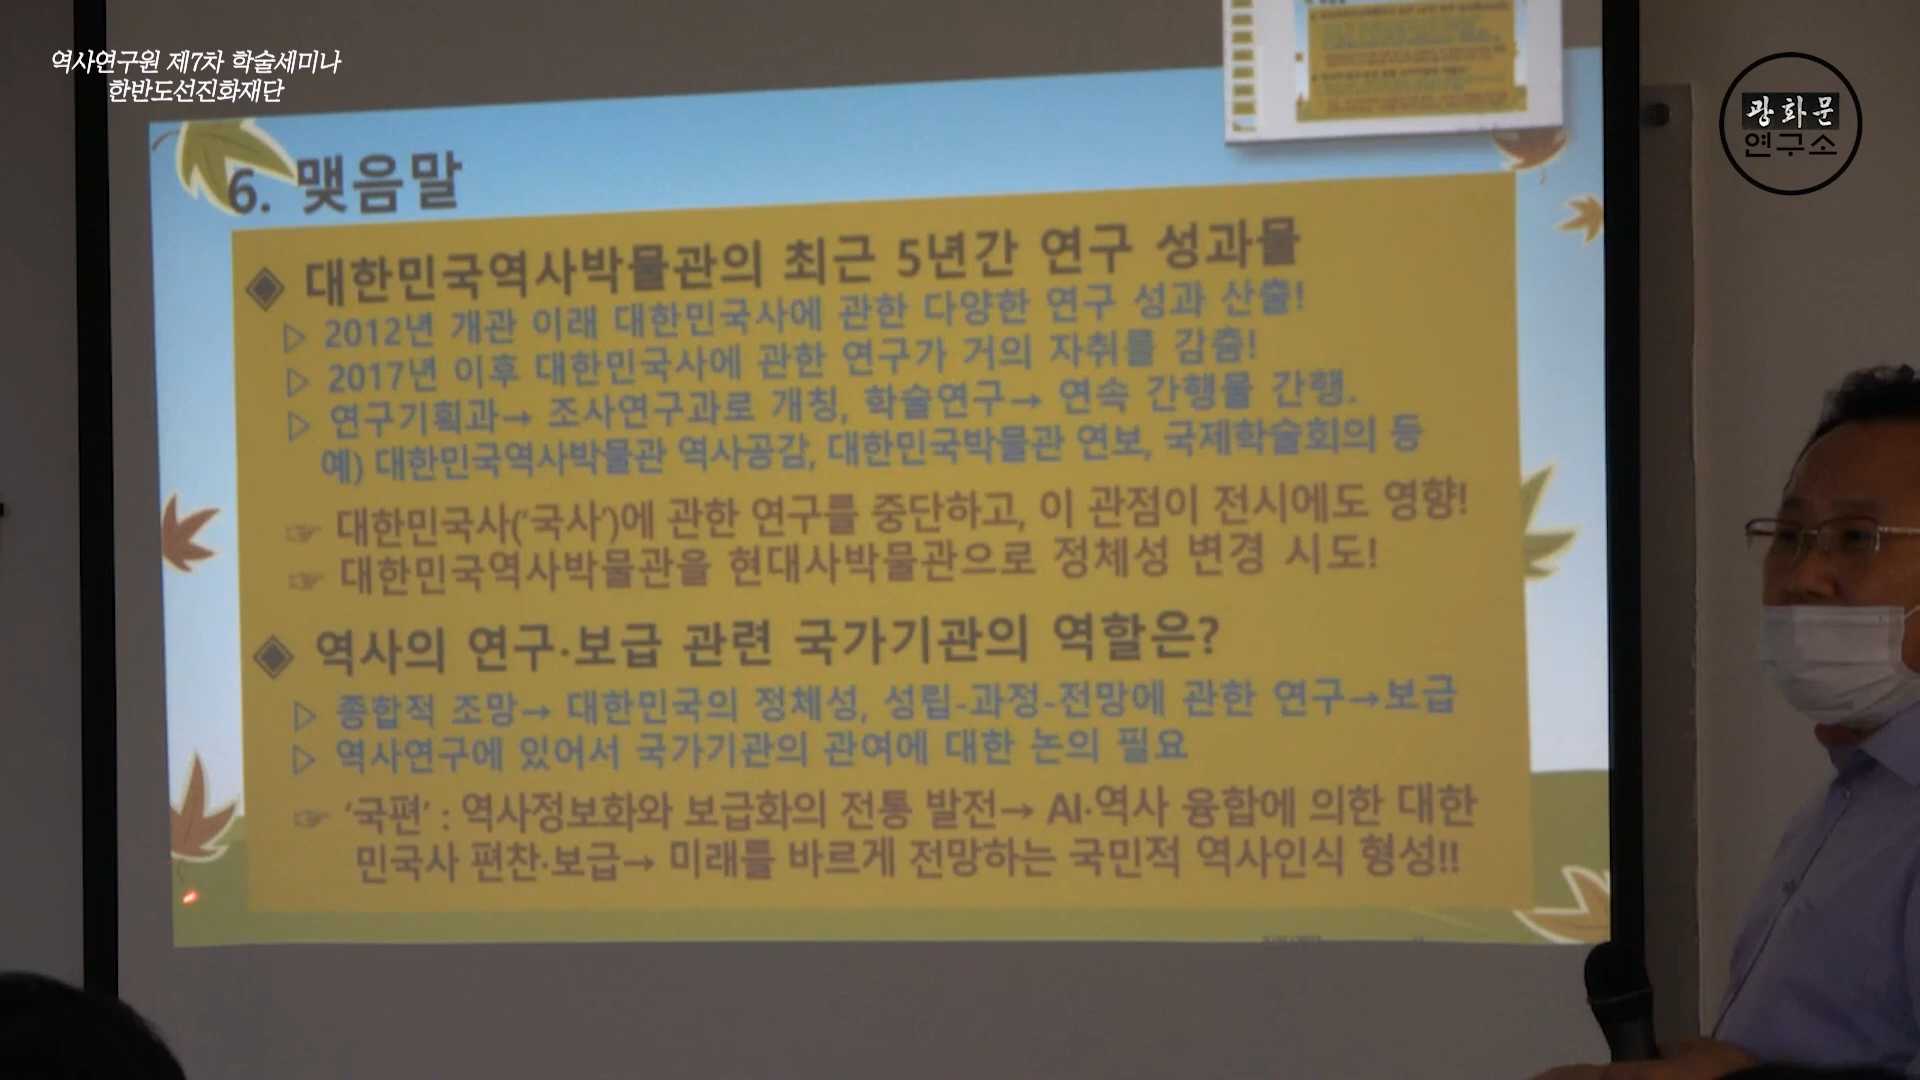 역사연구원 제7차 학술세미나
한반도선진화재단
광화문
연구소
6. 맺음말
◈ 대한민국역사박물관의 최근 5년간 연구 성과물
▷ 2012년 개관 이래 대한민국사에 관한 다양한 연구 성과 산출!
▷ 2017년 이후 대한민국사에 관한 연구가 거의 자취를 감춤!
▷ 연구기획과→ 조사연구과로 개칭, 학술연구→ 연속 간행물 간행.
예) 대한민국역사박물관 역사공감, 대한민국박물관 연보, 국제학술회의 등
☞ 대한민국사('국사')에 관한 연구를 중단하고, 이 관점이 전시에도 영향!
☞ 대한민국역사박물관을 현대사박물관으로 정체성 변경 시도!
◈ 역사의 연구·보급 관련 국가기관의 역할은?
▷ 종합적 조망→ 대한민국의 정체성, 성립-과정-전망에 관한 연구→보급
▷ 역사연구에 있어서 국가기관의 관여에 대한 논의 필요
☞ '국편' : 역사정보화와 보급화의 전통 발전→ AI·역사 융합에 의한 대한
민국사 편찬·보급→ 미래를 바르게 전망하는 국민적 역사인식 형성!!